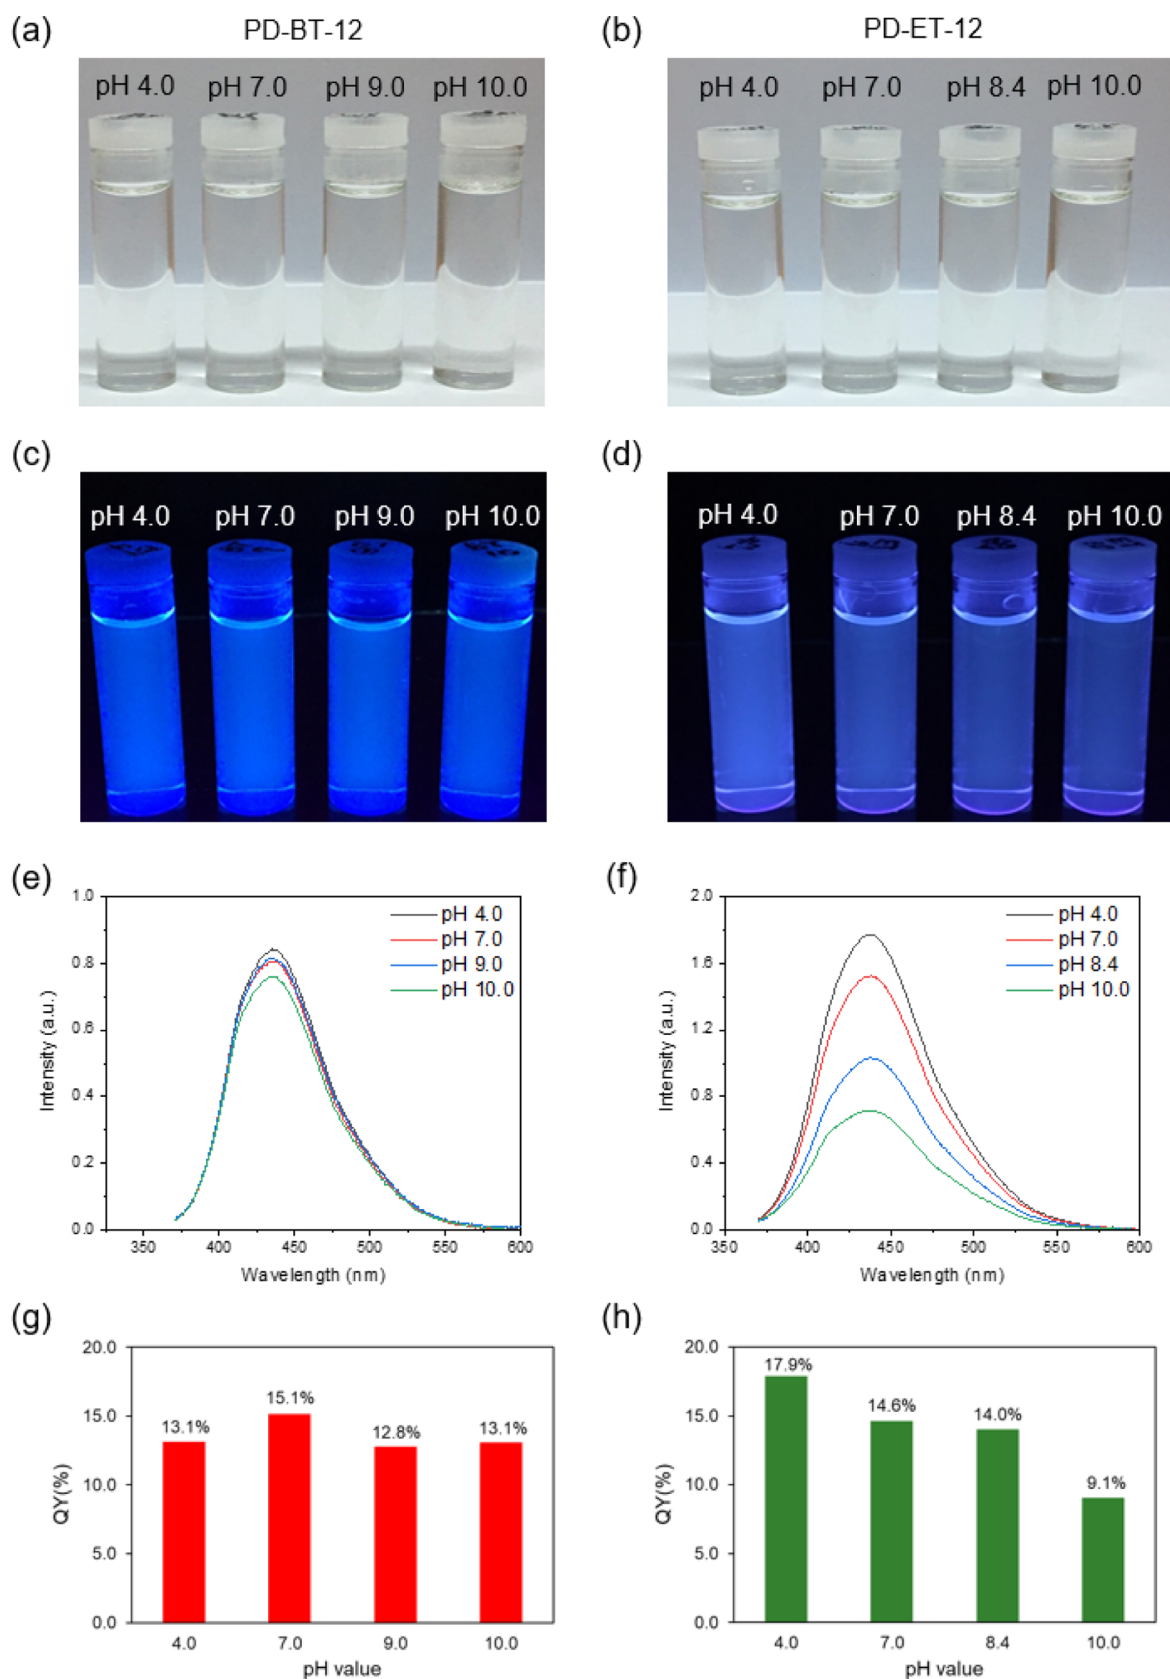 (a) PD-BT-12
pH 4.0 pH 7.0 pH 9.0 pH 10.0
(b) PD-ET-12
pH 4.0 pH 7.0 pH 8.4 pH 10.0
(c)
pH 4.0 pH 7.0 pH 9.0 pH 10.0
(d)
pH 4.0 pH 7.0 pH 8.4 pH 10.0
(e)
1.0
0.8
0.6
0.4
0.2
0.0
Intensity (a.u.)
pH 4.0
pH 7.0
pH 9.0
pH 10.0
350 400 450 500 550 600
Wavelength (nm)
(f)
2.0
1.6
1.2
0.8
0.4
0.0
Intensity (a.u.)
pH 4.0
pH 7.0
pH 8.4
pH 10.0
350 400 450 500 550 600
Wavelength (nm)
(g)
20.0
15.0
10.0
5.0
0.0
QY(%)
13.1% 15.1% 12.8% 13.1%
4.0 7.0 9.0 10.0
pH value
(h)
20.0
15.0
10.0
5.0
0.0
QY(%)
17.9% 14.6% 14.0% 9.1%
4.0 7.0 8.4 10.0
pH value